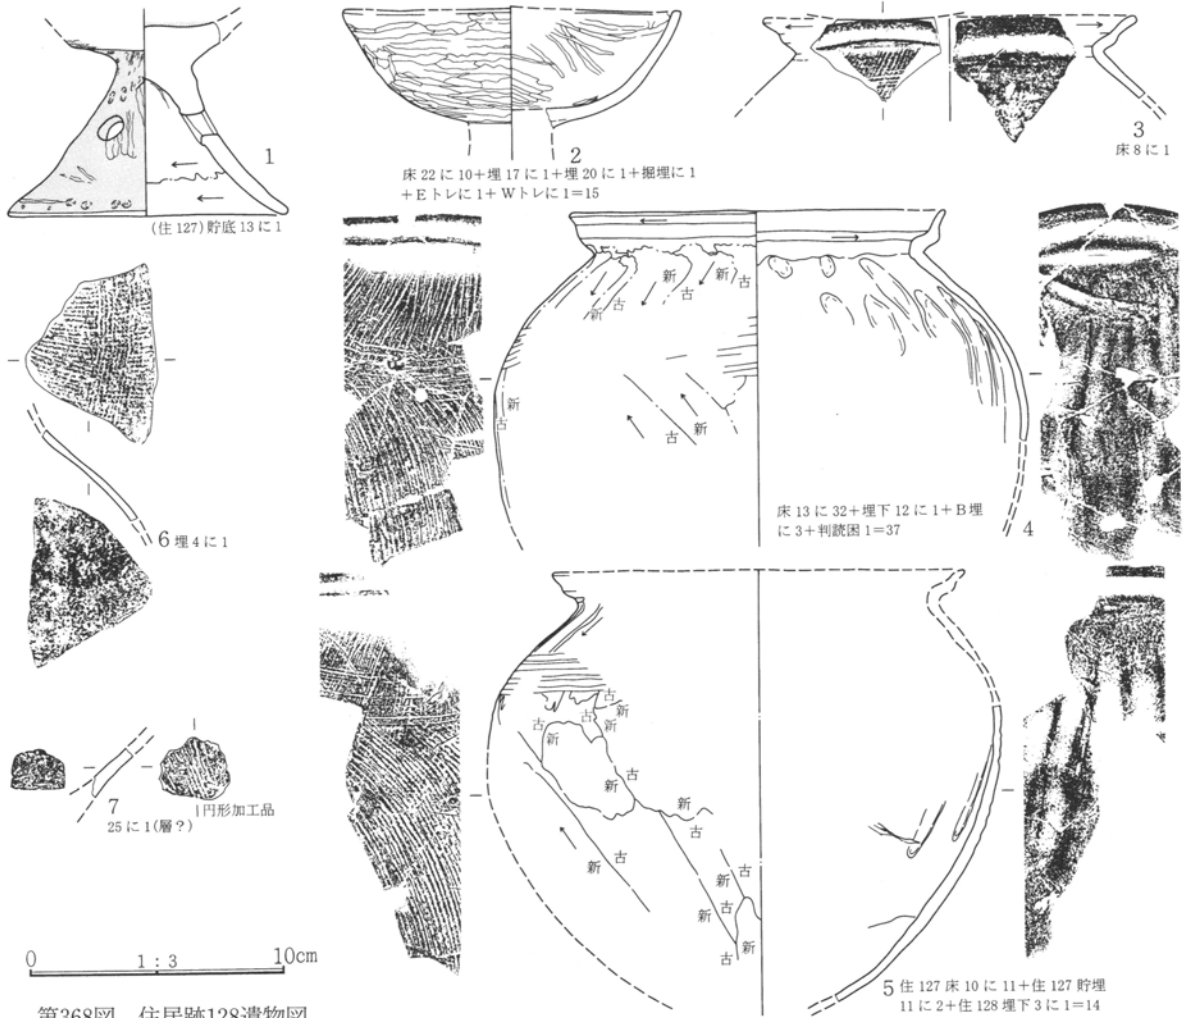 1
(住127)貯底13に1
2
床22に10+埋17に1+埋20に1+掘埋に1
+Eトレに1+Wトレに1=15
3
床8に1
新 新
古 古
新 古
新
古
新
古
床13に32+埋下12に1+B埋
に3+判読困1=37
4
6 埋4に1
古
新
古 古 新
新
古
新
新
古
古
新
古
新
古
新
新
古
7
25に1(層?)
円形加工品
0 1:3 10cm
5 住127床10に11+住127貯埋
11に2+住128埋下3に1=14
第368図 住居跡128遺物図